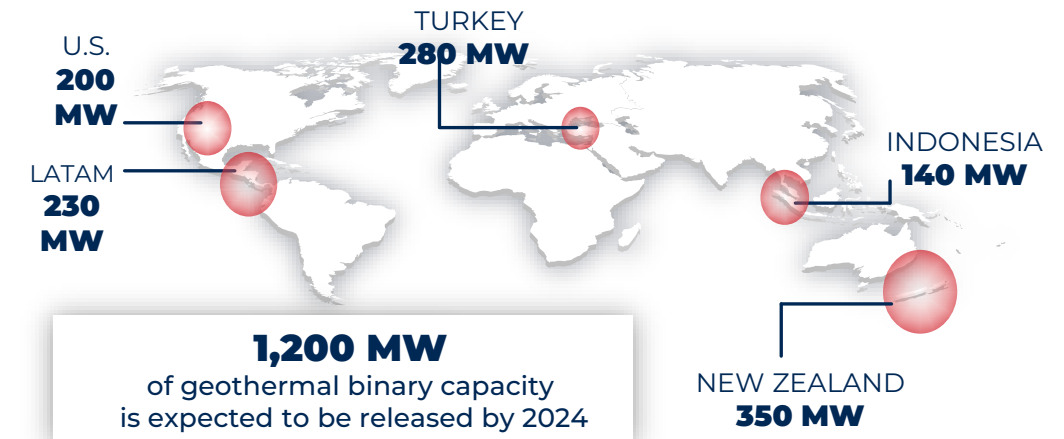 TURKEY
280 MW
U.S.
200
MW
LATAM
230
MW
INDONESIA
140 MW
NEW ZEALAND
350 MW
1,200 MW
of geothermal binary capacity
is expected to be released by 2024